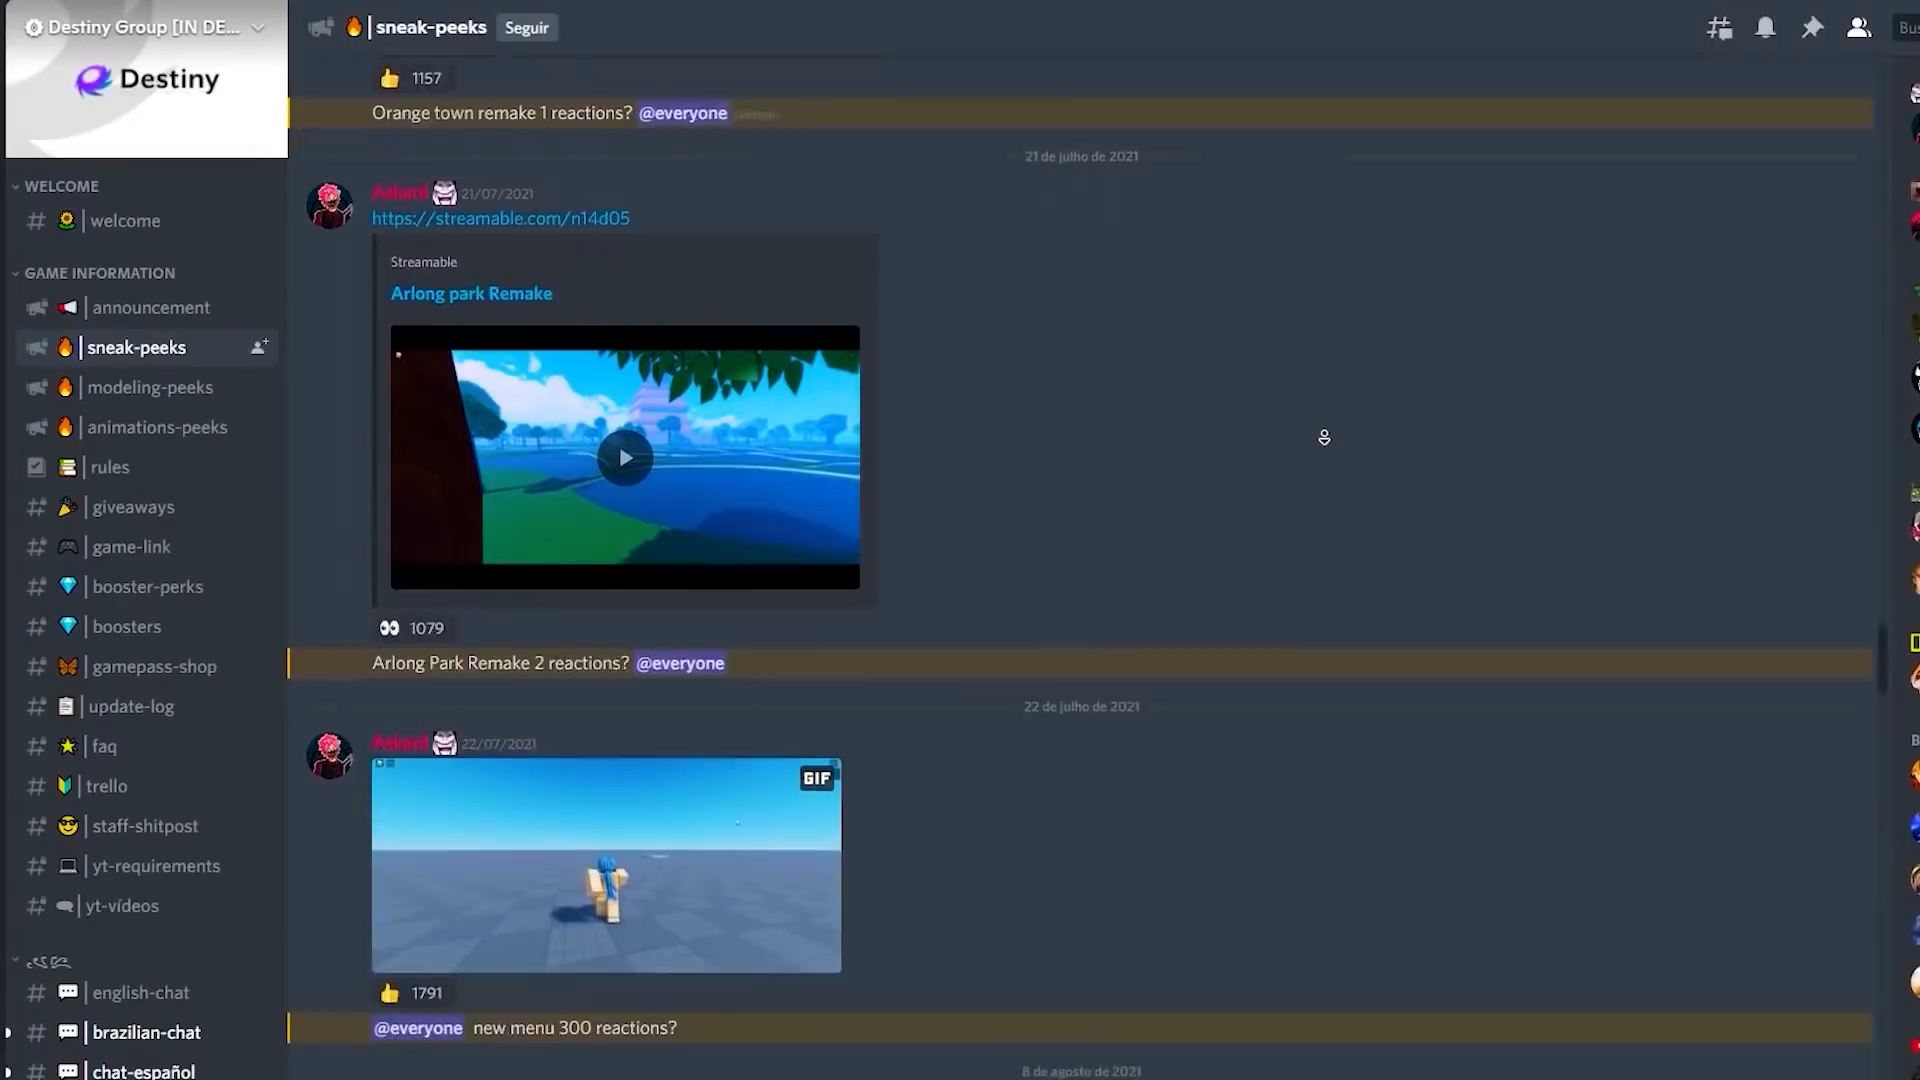 Destiny Group [IN DE...
Destiny
WELCOME
welcome
GAME INFORMATION
announcement
sneak-peeks
modeling-peeks
animations-peeks
rules
giveaways
game-link
booster-perks
boosters
gamepass-shop
update-log
faq
trello
staff-shitpost
yt-requirements
yt-vídeos
english-chat
brazilian-chat
chat-español
sneak-peeks Seguir
Bus
1157
Orange town remake 1 reactions? @everyone
21 de julho de 2021
21/07/2021
https://streamable.com/n14d05
Streamable
Arlong park Remake
1079
Arlong Park Remake 2 reactions? @everyone
22 de julho de 2021
22/07/2021
GIF
1791
@everyone new menu 300 reactions?
8 de agosto de 2021